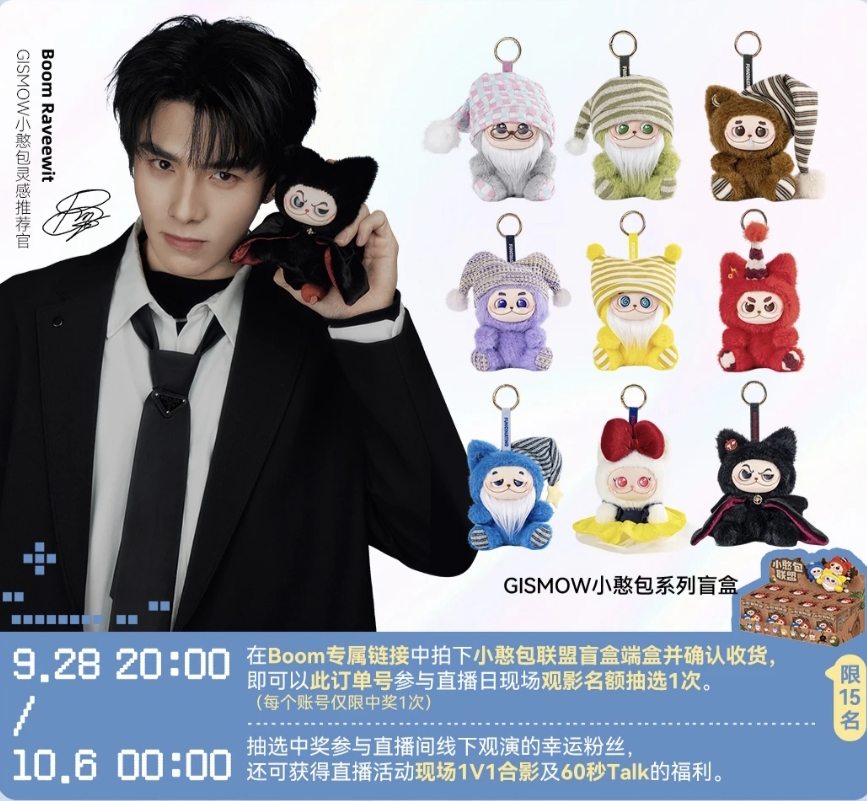 Boom Raveewit
GISMOW小憨包灵感推荐官
GISMOW小憨包系列盲盒
小憨包
联盟
9.28 20:00
/
10.6 00:00
在Boom专属链接中拍下小憨包联盟盲盒端盒并确认收货，
即可以此订单号参与直播日现场观影名额抽选1次。
（每个账号仅限中奖1次）
抽选中奖参与直播间线下观演的幸运粉丝，
还可获得直播活动现场1V1合影及60秒Talk的福利。
限
15
名